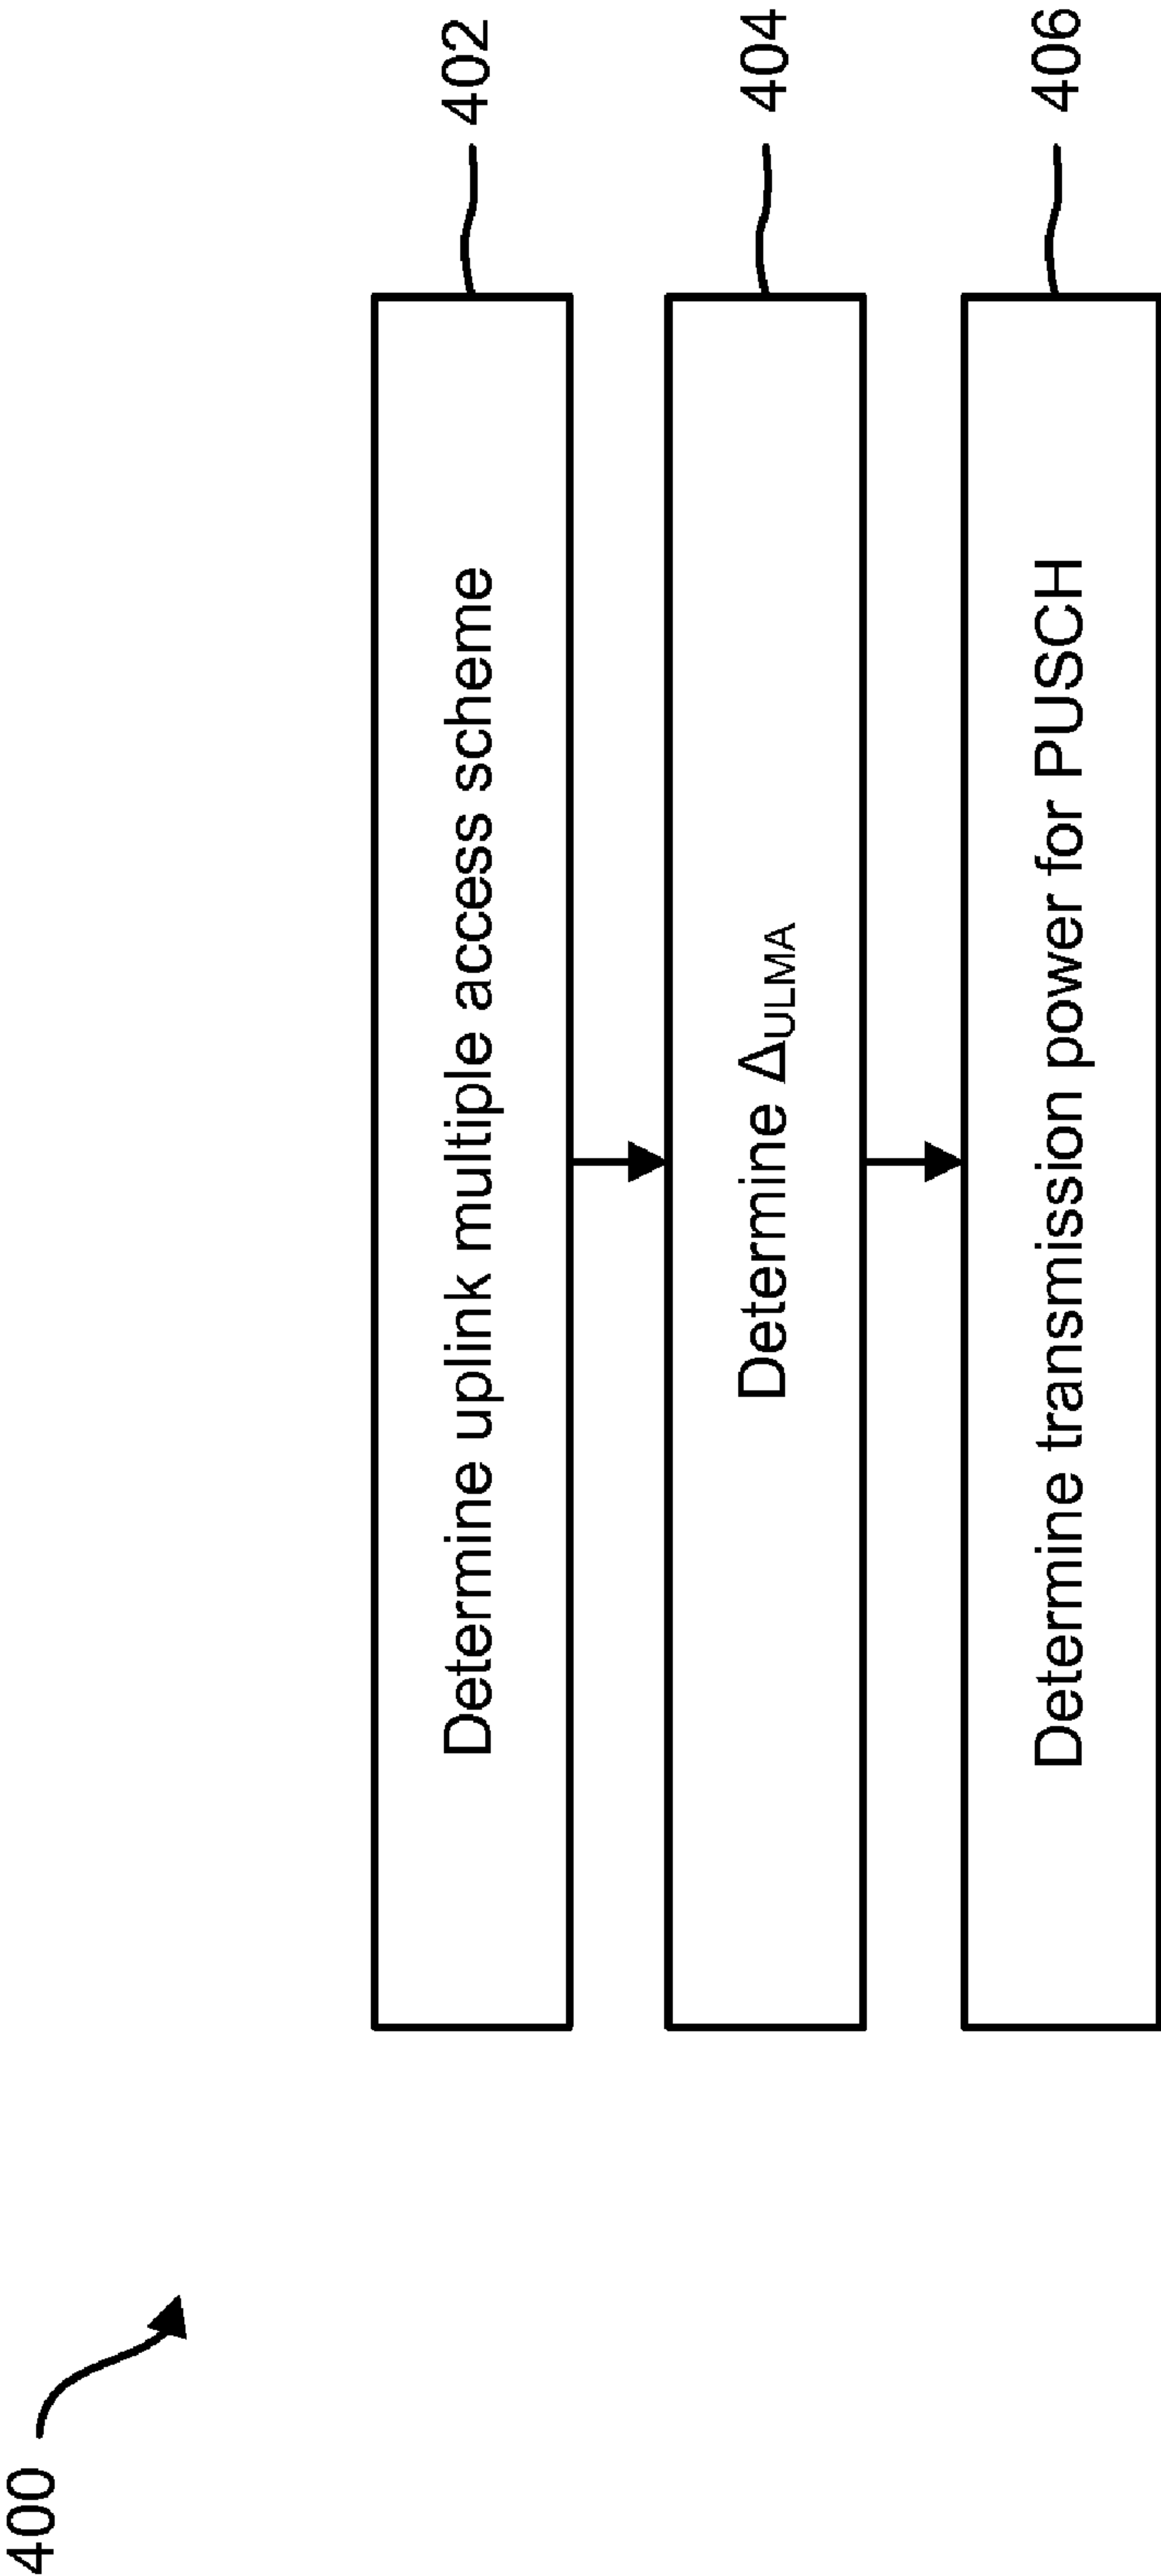 400
Determine uplink multiple access scheme
402
Determine ΔULMA
404
Determine transmission power for PUSCH
406